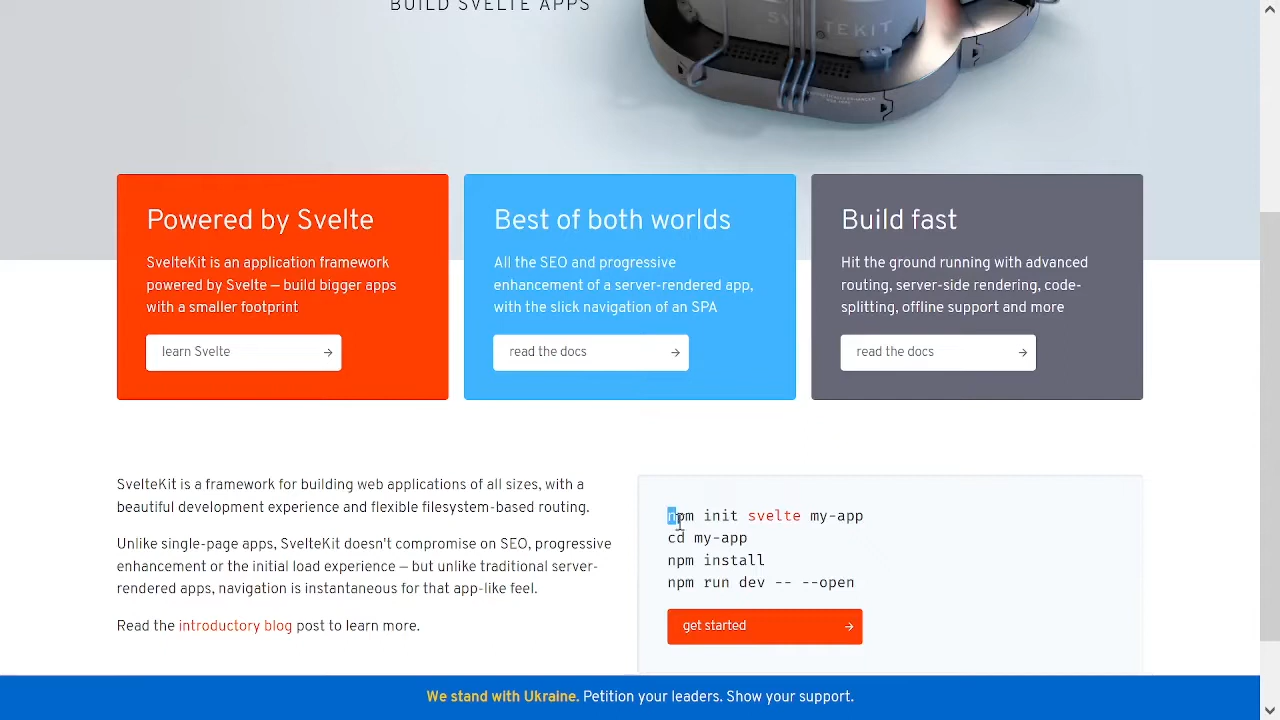 BUILD SVELTE APPS
SVELTEKIT
Powered by Svelte
SvelteKit is an application framework
powered by Svelte — build bigger apps
with a smaller footprint
learn Svelte →
Best of both worlds
All the SEO and progressive
enhancement of a server-rendered app,
with the slick navigation of an SPA
read the docs →
Build fast
Hit the ground running with advanced
routing, server-side rendering, code-
splitting, offline support and more
read the docs →
SvelteKit is a framework for building web applications of all sizes, with a
beautiful development experience and flexible filesystem-based routing.
Unlike single-page apps, SvelteKit doesn't compromise on SEO, progressive
enhancement or the initial load experience — but unlike traditional server-
rendered apps, navigation is instantaneous for that app-like feel.
Read the introductory blog post to learn more.
npm init svelte my-app
cd my-app
npm install
npm run dev -- --open
get started →
We stand with Ukraine. Petition your leaders. Show your support.